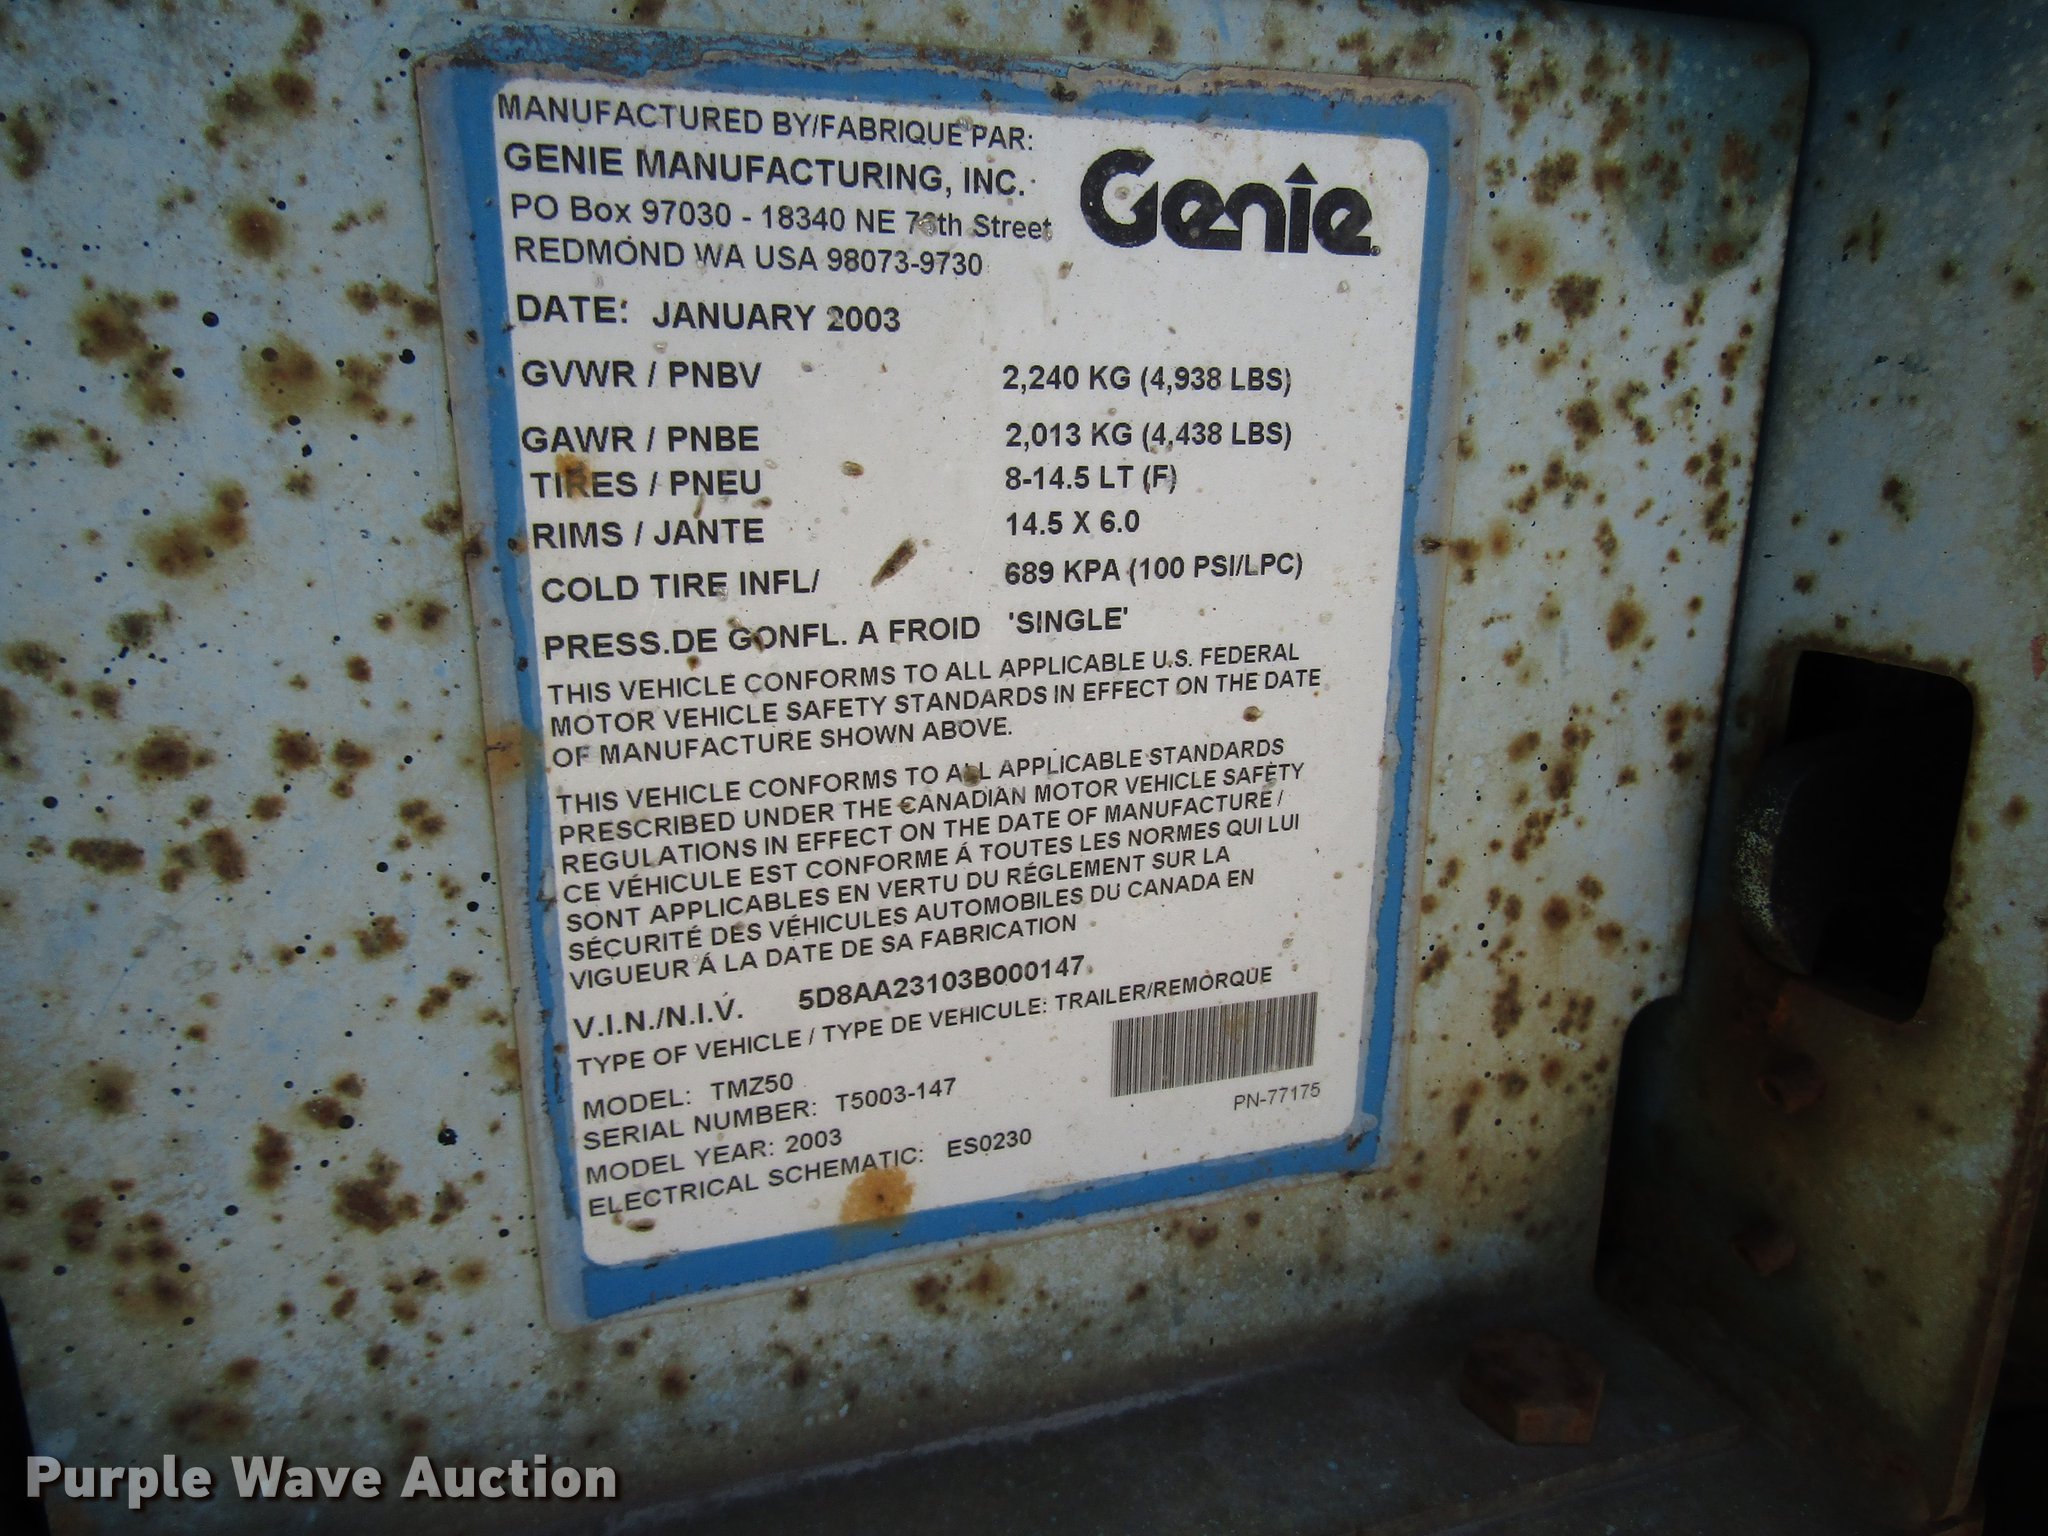 MANUFACTURED BY/FABRIQUE PAR:
GENIE MANUFACTURING, INC.
Genie
PO Box 97030 - 18340 NE 76th Street
REDMOND WA USA 98073-9730
DATE: JANUARY 2003
GVWR / PNBV 2,240 KG (4,938 LBS)
GAWR / PNBE 2,013 KG (4,438 LBS)
TIRES / PNEU 8-14.5 LT (F)
RIMS / JANTE 14.5 X 6.0
COLD TIRE INFL/ 689 KPA (100 PSI/LPC)
PRESS.DE GONFL. A FROID 'SINGLE'
THIS VEHICLE CONFORMS TO ALL APPLICABLE U.S. FEDERAL
MOTOR VEHICLE SAFETY STANDARDS IN EFFECT ON THE DATE
OF MANUFACTURE SHOWN ABOVE.
THIS VEHICLE CONFORMS TO ALL APPLICABLE STANDARDS
PRESCRIBED UNDER THE CANADIAN MOTOR VEHICLE SAFETY
REGULATIONS IN EFFECT ON THE DATE OF MANUFACTURE /
CE VÉHICULE EST CONFORME Á TOUTES LES NORMES QUI LUI
SONT APPLICABLES EN VERTU DU RÉGLEMENT SUR LA
SÉCURITÉ DES VÉHICULES AUTOMOBILES DU CANADA EN
VIGUEUR Á LA DATE DE SA FABRICATION
V.I.N./N.I.V. 5D8AA23103B000147
TYPE OF VEHICLE / TYPE DE VEHICULE: TRAILER/REMORQUE
MODEL: TMZ50
SERIAL NUMBER: T5003-147
MODEL YEAR: 2003
ELECTRICAL SCHEMATIC: ES0230
PN-77175
Purple Wave Auction